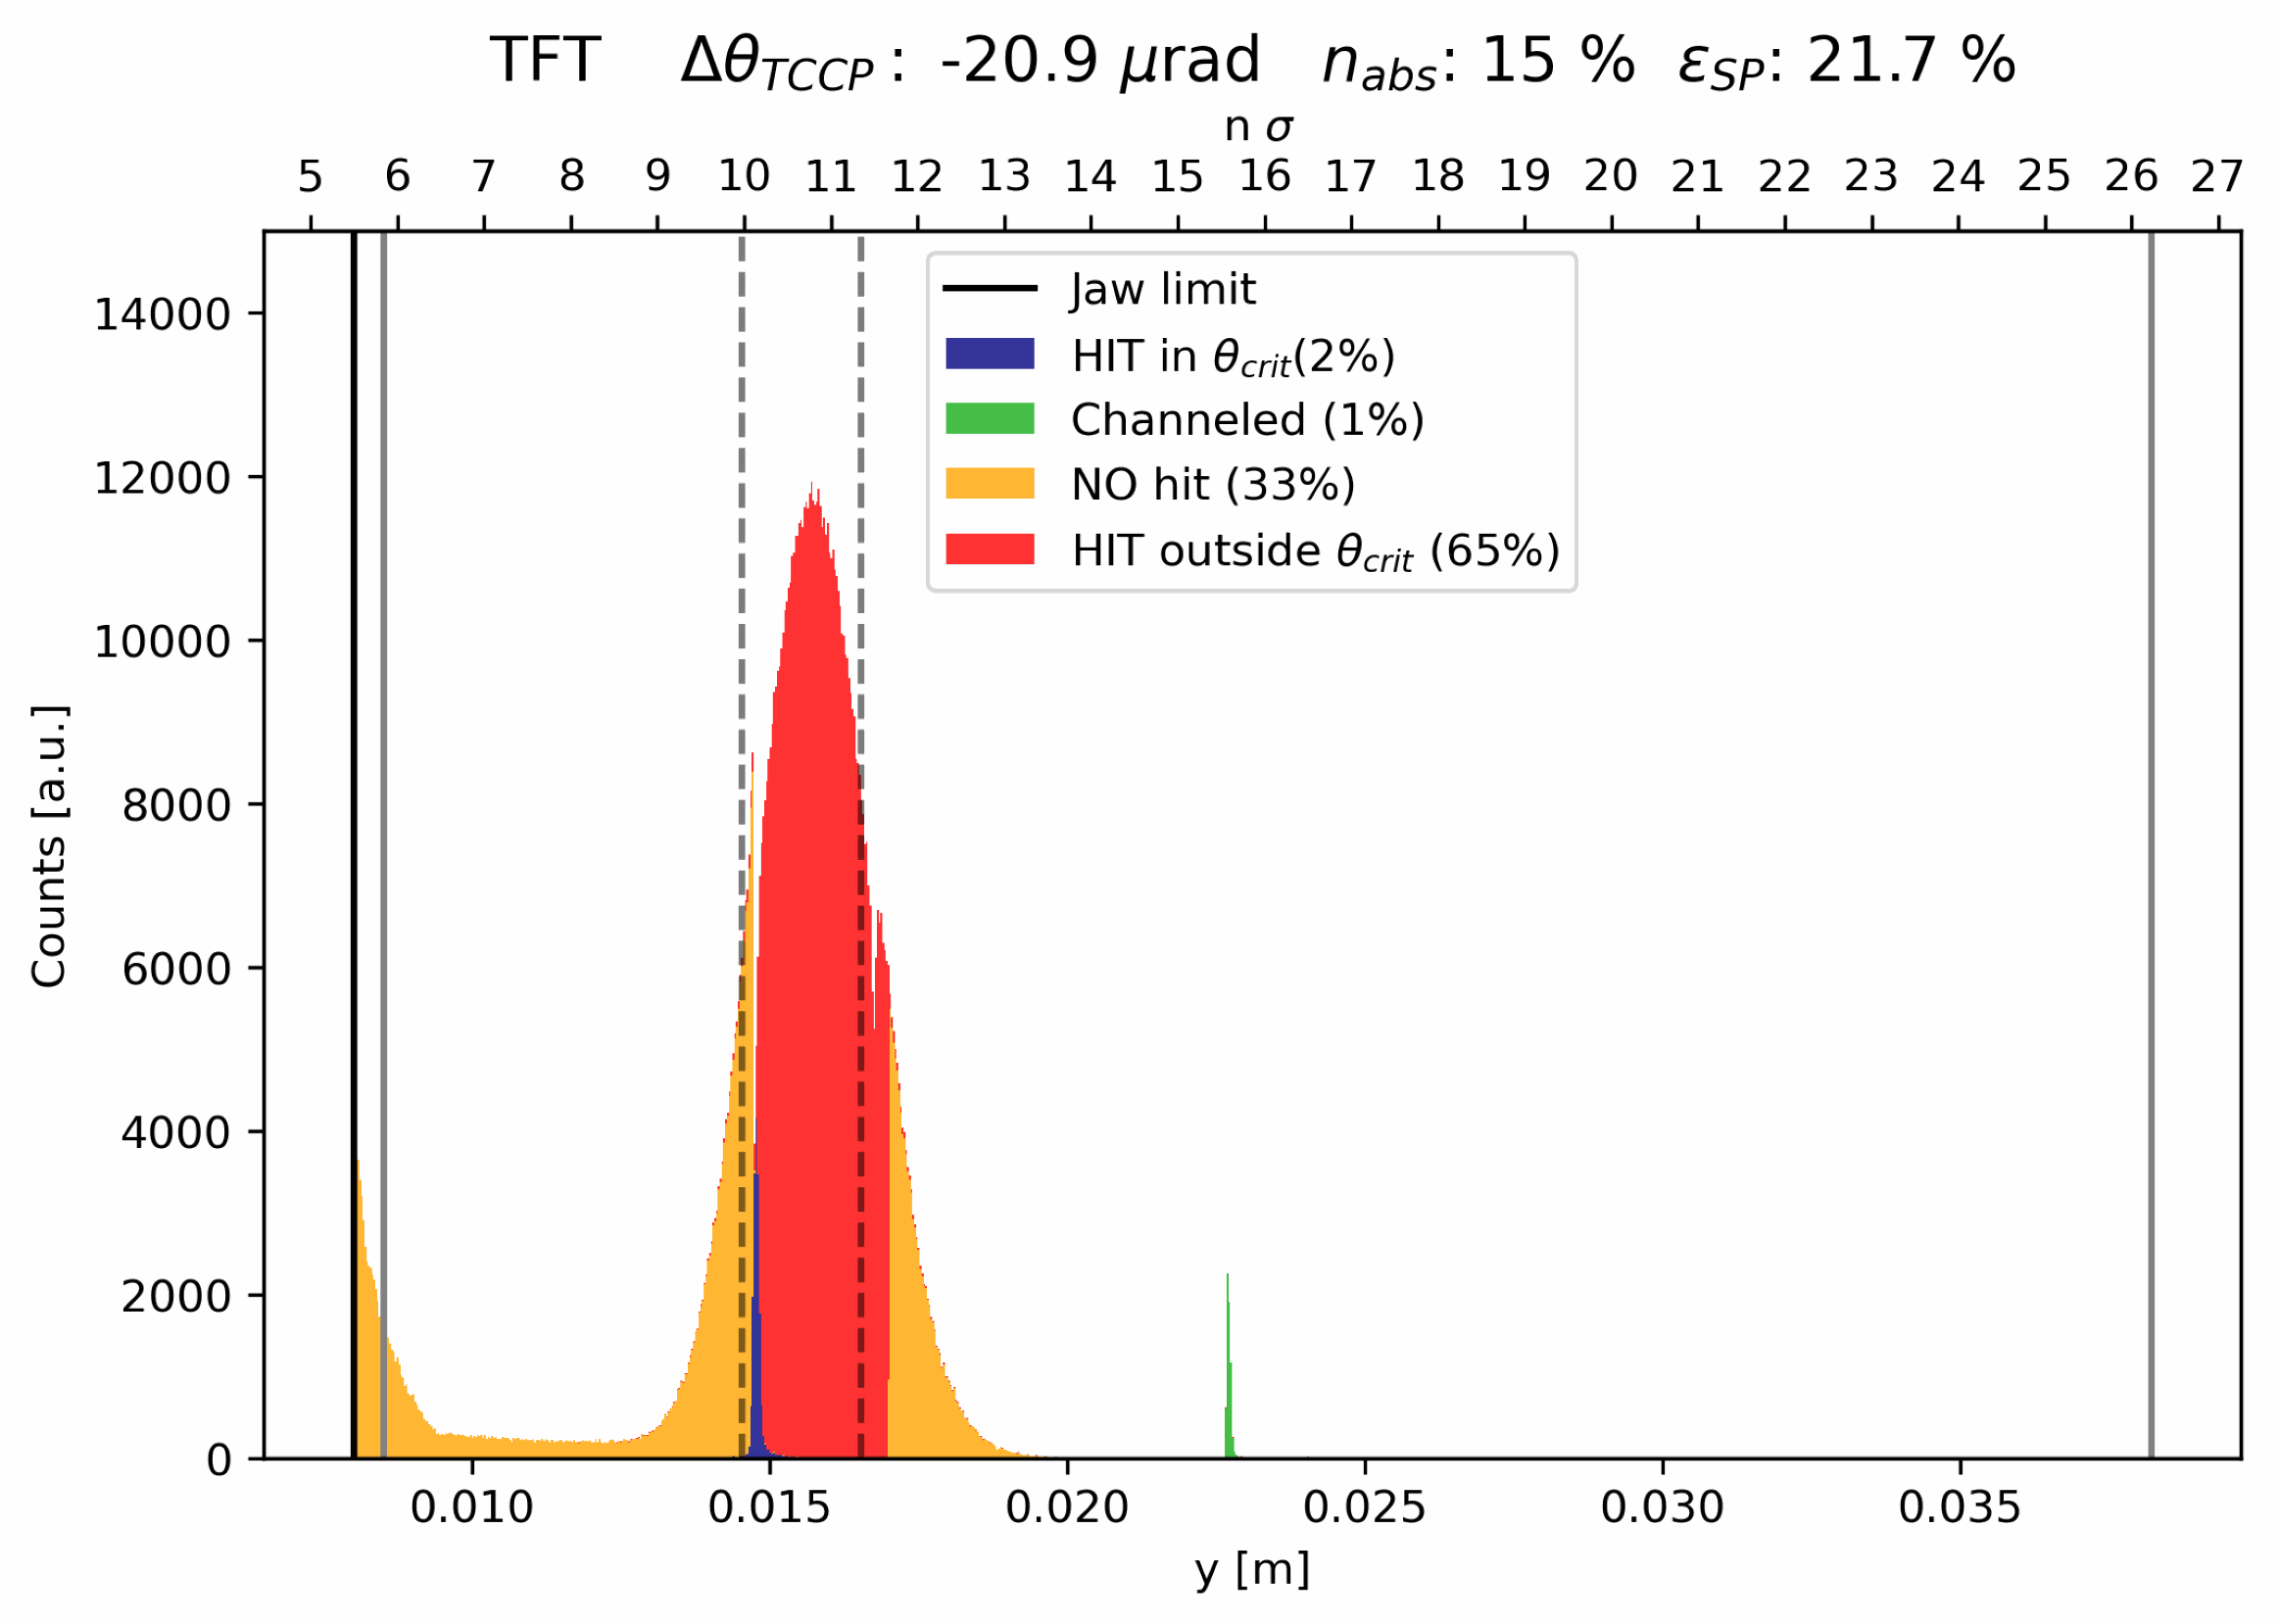 TFT Δθ_TCCP : -20.9 μrad n_abs: 15 % ε_SP: 21.7 %
n σ
5 6 7 8 9 10 11 12 13 14 15 16 17 18 19 20 21 22 23 24 25 26 27
Jaw limit
HIT in θ_crit(2%)
Channeled (1%)
NO hit (33%)
HIT outside θ_crit (65%)
14000
12000
10000
8000
6000
4000
2000
0
Counts [a.u.]
0.010 0.015 0.020 0.025 0.030 0.035
y [m]